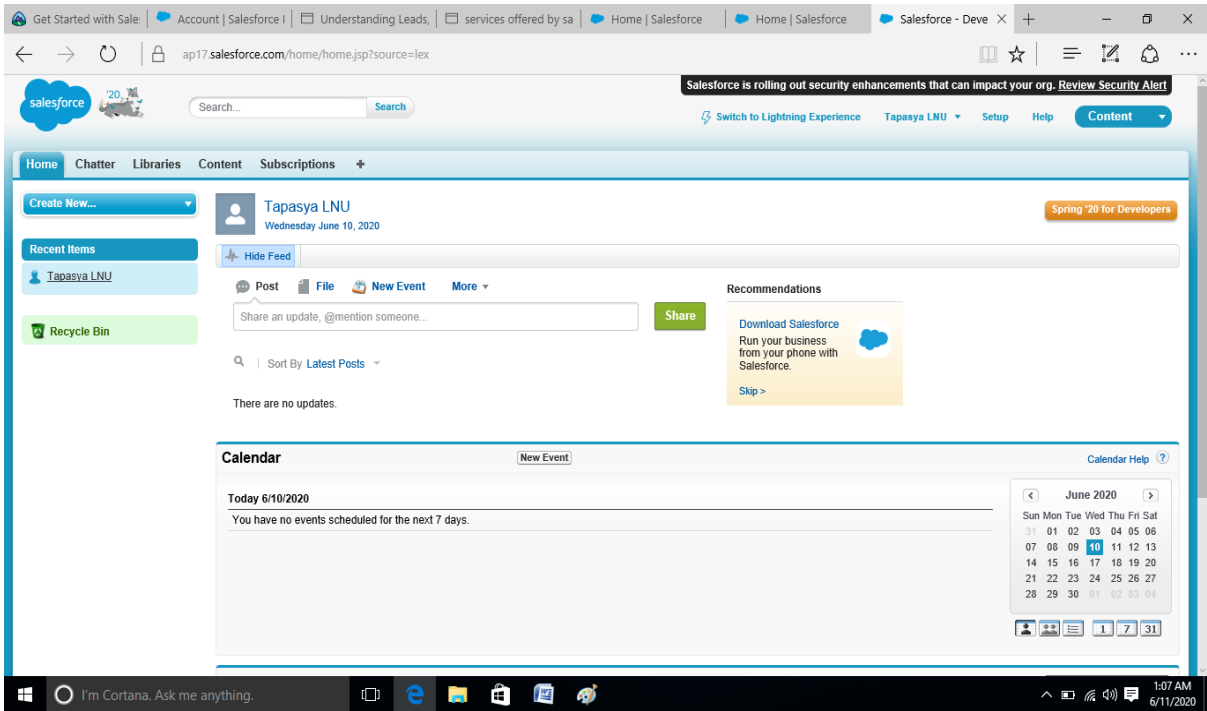 Get Started with Sale:
Account | Salesforce I
Understanding Leads,
services offered by sa
Home | Salesforce
Home | Salesforce
Salesforce - Deve
ap17.salesforce.com/home/home.jsp?source=lex
Salesforce is rolling out security enhancements that can impact your org. Review Security Alert
salesforce '20
Search... Search
Switch to Lightning Experience Tapasya LNU Setup Help Content
Home Chatter Libraries Content Subscriptions +
Create New...
Recent Items
Tapasya LNU
Recycle Bin
Tapasya LNU
Wednesday June 10, 2020
Spring '20 for Developers
Hide Feed
Post File New Event More
Share an update, @mention someone... Share
Sort By Latest Posts
There are no updates.
Recommendations
Download Salesforce
Run your business
from your phone with
Salesforce.
Skip >
Calendar New Event Calendar Help ?
Today 6/10/2020
You have no events scheduled for the next 7 days.
June 2020
Sun Mon Tue Wed Thu Fri Sat
31 01 02 03 04 05 06
07 08 09 10 11 12 13
14 15 16 17 18 19 20
21 22 23 24 25 26 27
28 29 30 01 02 03 04
1 7 31
I'm Cortana. Ask me anything.
1:07 AM
6/11/2020